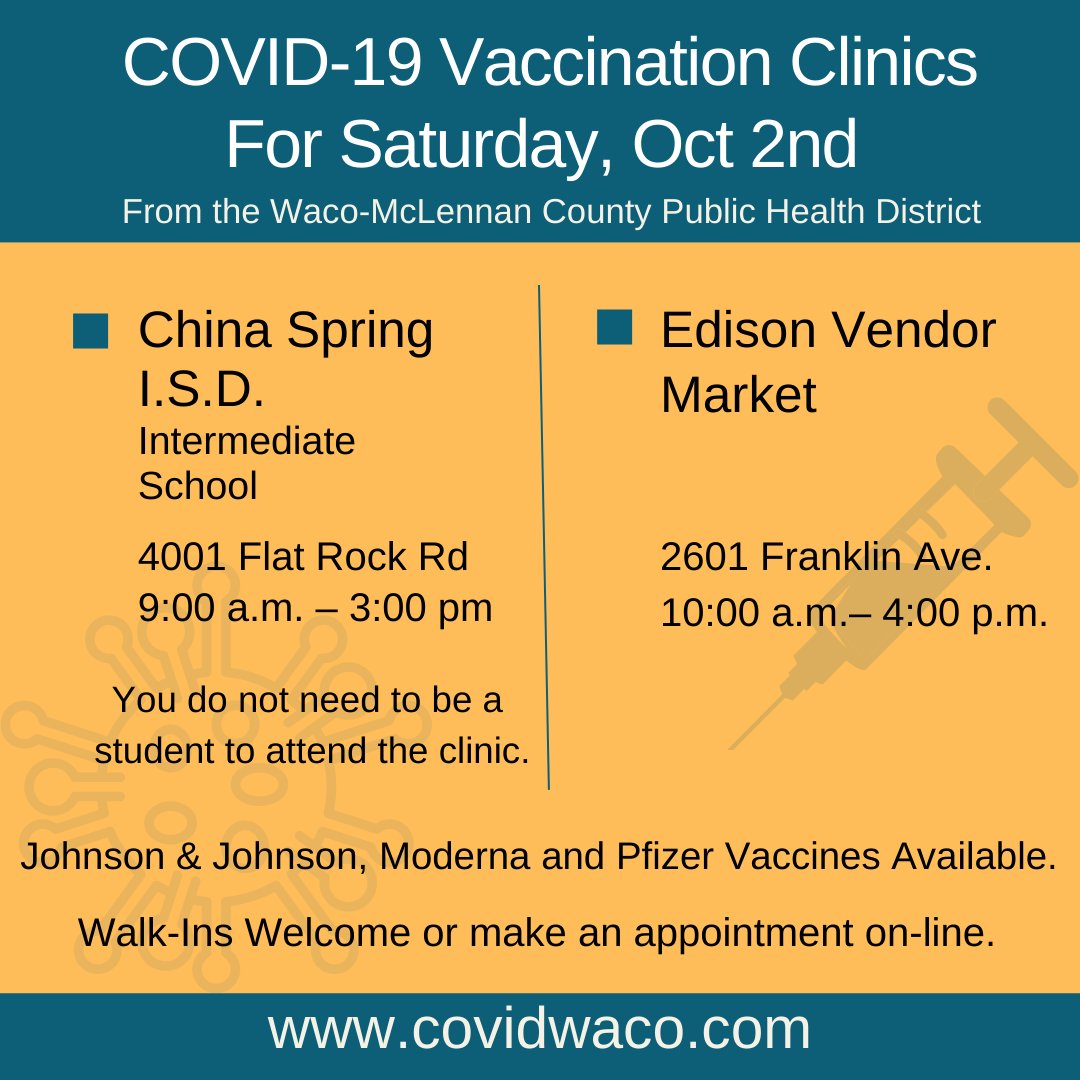 COVID-19 Vaccination Clinics
For Saturday, Oct 2nd
From the Waco-McLennan County Public Health District
China Spring
I.S.D.
Intermediate
School
4001 Flat Rock Rd
9:00 a.m. – 3:00 pm
You do not need to be a
student to attend the clinic.
Edison Vendor
Market
2601 Franklin Ave.
10:00 a.m.– 4:00 p.m.
Johnson & Johnson, Moderna and Pfizer Vaccines Available.
Walk-Ins Welcome or make an appointment on-line.
www.covidwaco.com